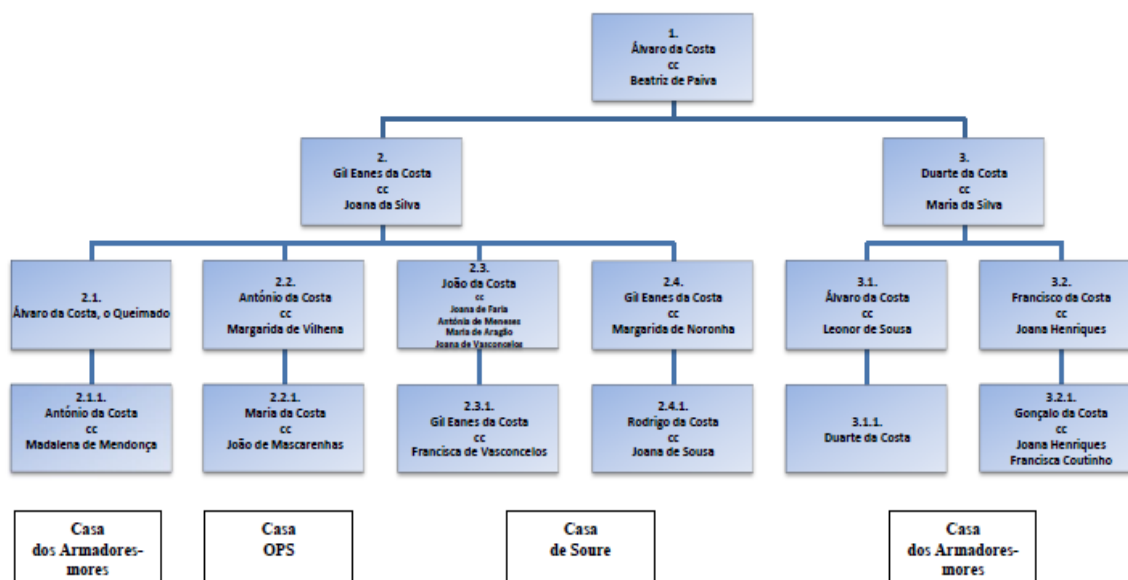 1.
Álvaro da Costa
cc
Beatriz de Paiva
2.
Gil Eanes da Costa
cc
Joana da Silva
3.
Duarte da Costa
cc
Maria da Silva
2.1.
Álvaro da Costa, o Queimado
2.2.
António da Costa
cc
Margarida de Vilhena
2.3.
João da Costa
cc
Joana de Faria
Antónia de Meneses
Maria de Aragão
Joana de Vasconcelos
2.4.
Gil Eanes da Costa
cc
Margarida de Noronha
3.1.
Álvaro da Costa
cc
Leonor de Sousa
3.2.
Francisco da Costa
cc
Joana Henriques
2.1.1.
António da Costa
cc
Madalena de Mendonça
2.2.1.
Maria da Costa
cc
João de Mascarenhas
2.3.1.
Gil Eanes da Costa
cc
Francisca de Vasconcelos
2.4.1.
Rodrigo da Costa
cc
Joana de Sousa
3.1.1.
Duarte da Costa
3.2.1.
Gonçalo da Costa
cc
Joana Henriques
Francisca Coutinho
Casa
dos Armadores-
mores
Casa
OPS
Casa
de Soure
Casa
dos Armadores-
mores